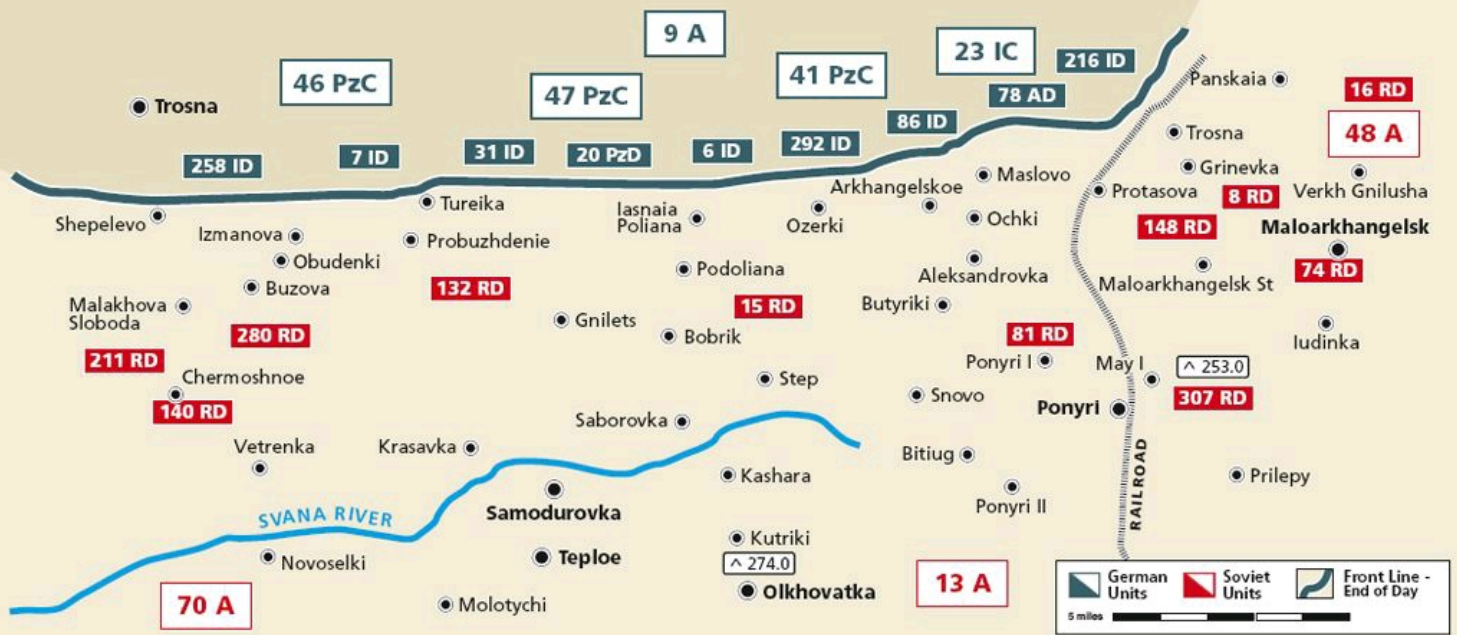 9 A
23 IC
216 ID
46 PzC
47 PzC
41 PzC
78 AD
Panskaia
16 RD
Trosna
86 ID
48 A
258 ID
7 ID
31 ID
20 PzD
6 ID
292 ID
Trosna
Grinevka
Maslovo
Protasova
Verkh Gnilusha
Arkhangelskoe
8 RD
Shepelevo
Tureika
Iasnaia
Poliana
Ozerki
Ochki
148 RD
Maloarkhangelsk
Izmanova
Probuzhdenie
Obudenki
Podoliana
Aleksandrovka
Maloarkhangelsk St
74 RD
Buzova
132 RD
Malakhova
Sloboda
15 RD
Butyriki
Gnilets
Bobrik
280 RD
81 RD
Iudinka
211 RD
Ponyri I
May I
^ 253.0
Chermoshnoe
Step
Snovo
307 RD
140 RD
Ponyri
Saborovka
Vetrenka
Krasavka
Bitiug
RAILROAD
Kashara
Prilepy
Ponyri II
Samodurovka
SVANA RIVER
Kutriki
Novoselki
Teploe
^ 274.0
13 A
70 A
Molotychi
Olkhovatka
German
Units
Soviet
Units
Front Line -
End of Day
5 miles